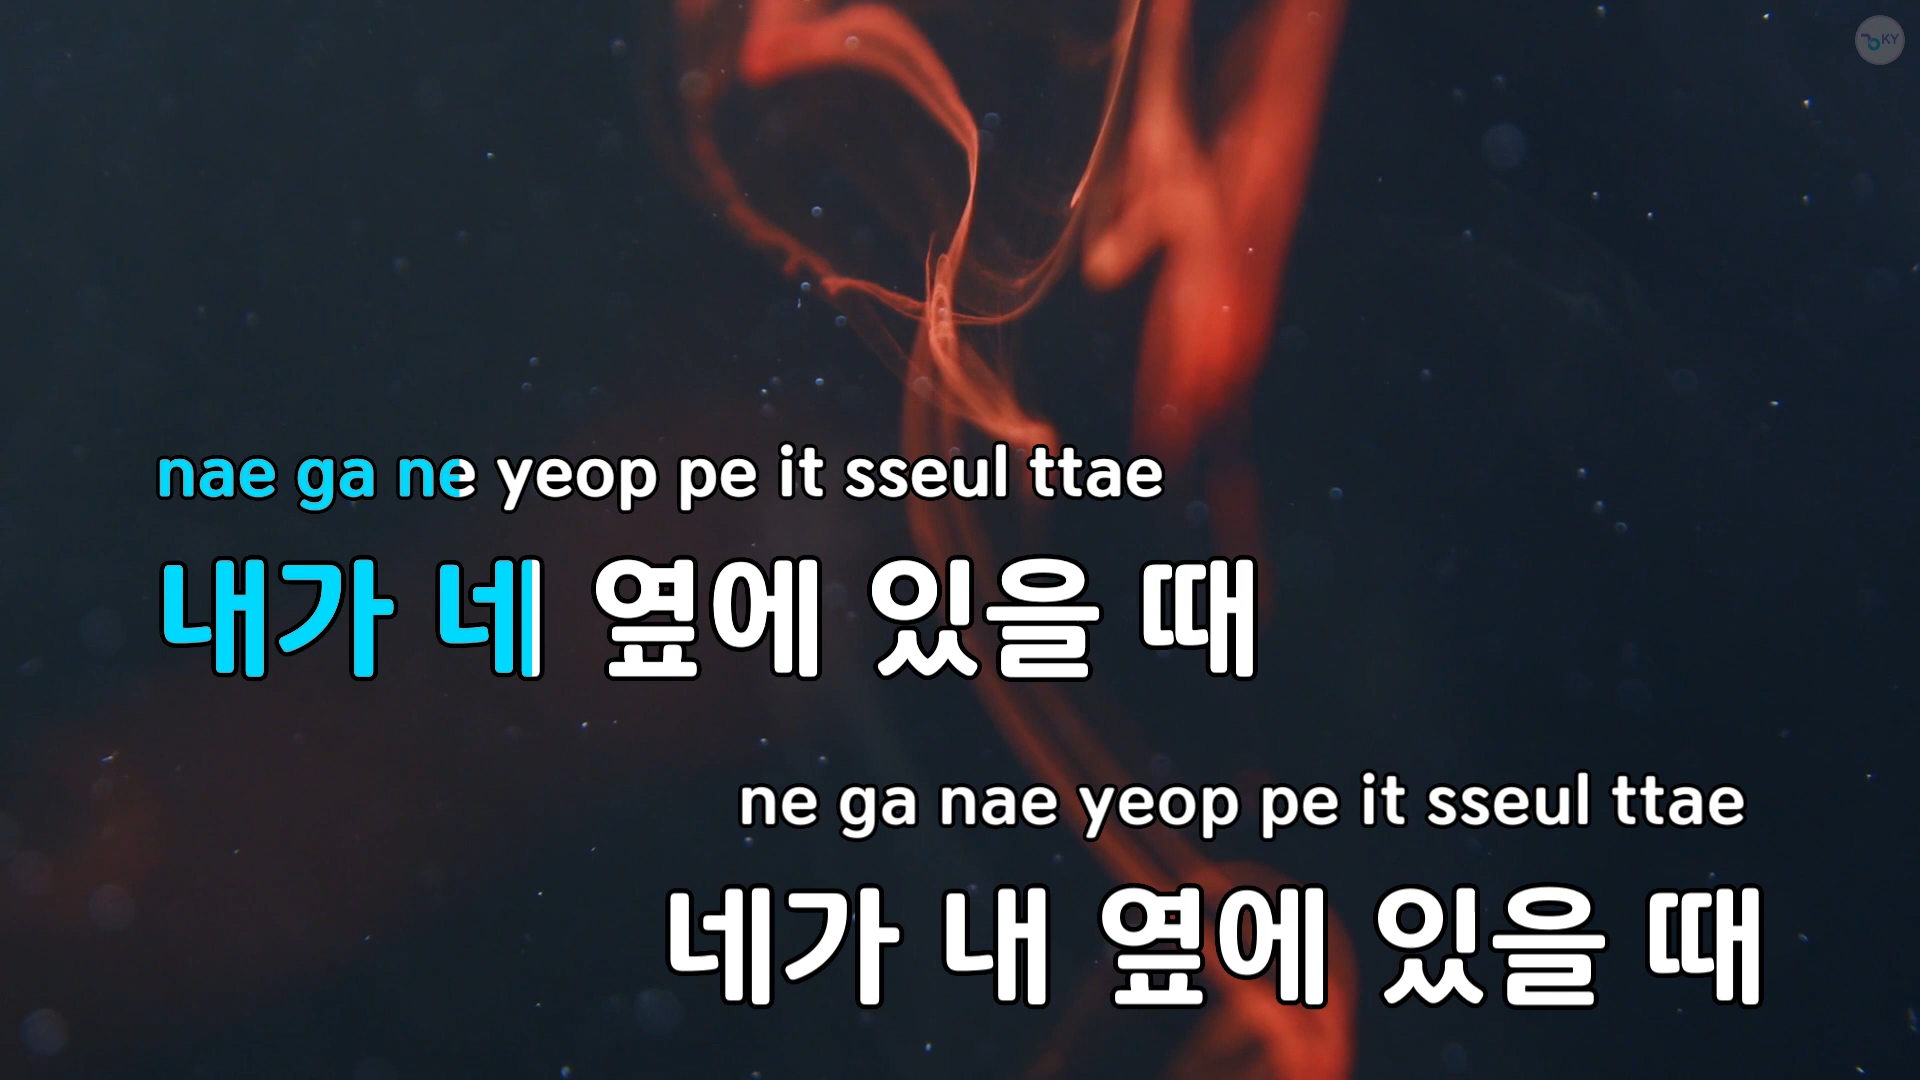 KY
nae ga ne yeop pe it sseul ttae
내가 네 옆에 있을 때
ne ga nae yeop pe it sseul ttae
네가 내 옆에 있을 때